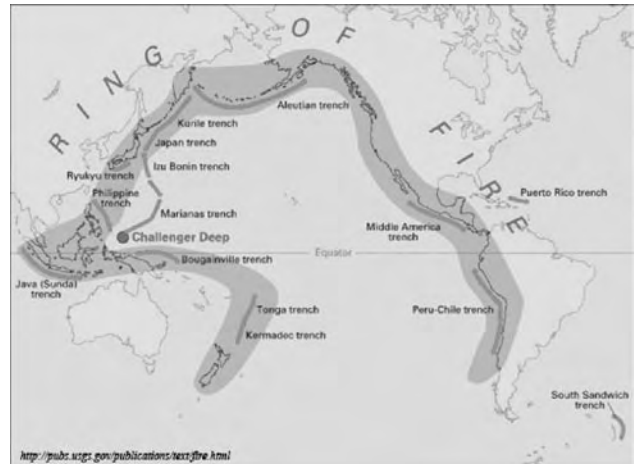 RING OF FIRE
Aleutian trench
Kurile trench
Japan trench
Izu Bonin trench
Ryukyu trench
Philippine
trench
Puerto Rico trench
Marianas trench
Middle America
trench
Challenger Deep
Equator
Bougainville trench
Java (Sunda)
trench
Tonga trench
Peru-Chile trench
Kermadec trench
South Sandwich
trench
http://pubs.usgs.gov/publications/text/fire.html